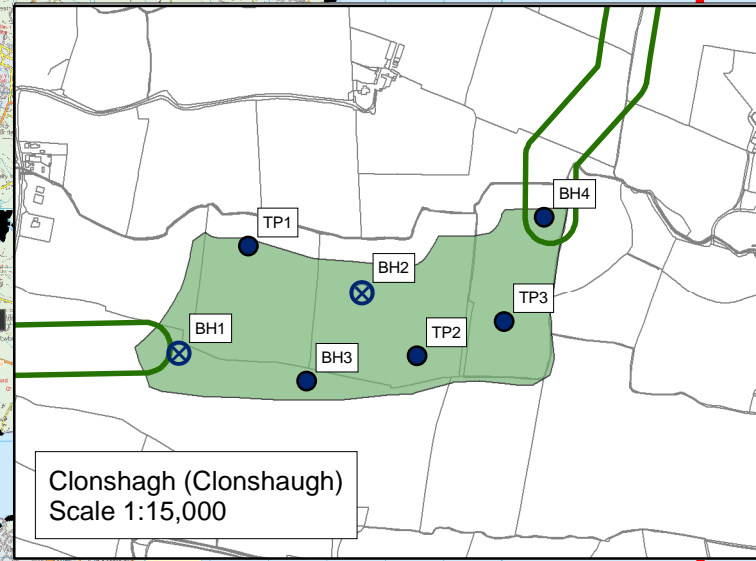 BH4
TP1
BH2
TP3
BH1
TP2
BH3
Clonshagh (Clonshaugh)
Scale 1:15,000